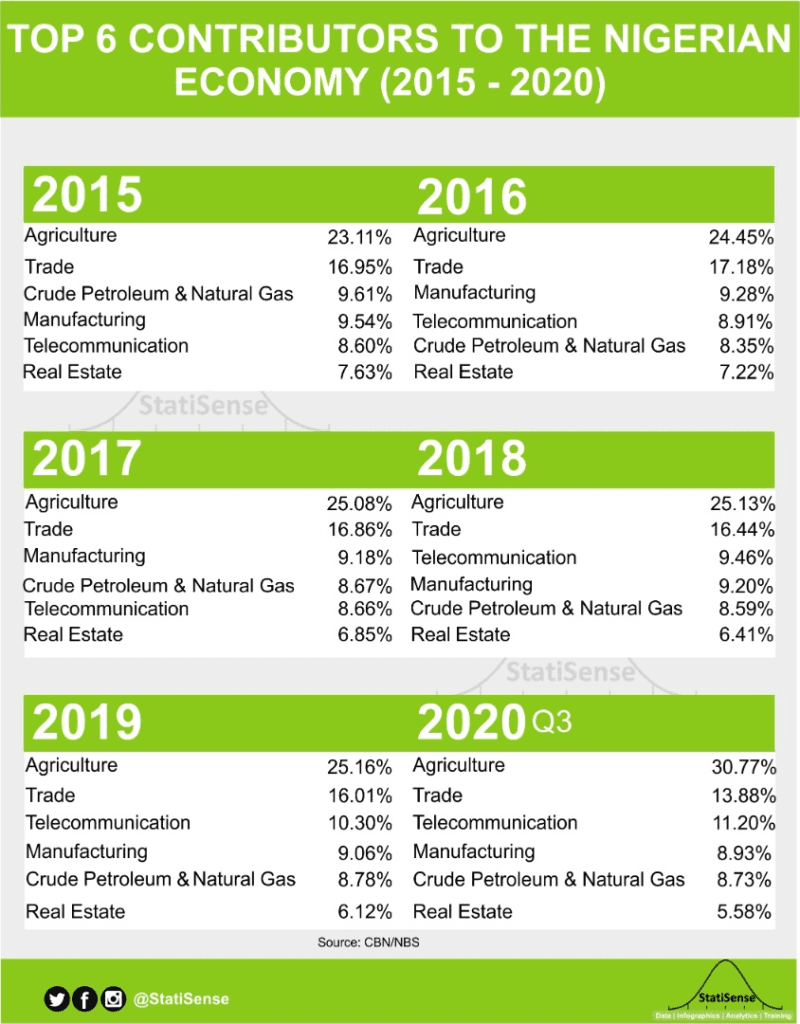 TOP 6 CONTRIBUTORS TO THE NIGERIAN
ECONOMY (2015 - 2020)
2015
Agriculture 23.11%
Trade 16.95%
Crude Petroleum & Natural Gas 9.61%
Manufacturing 9.54%
Telecommunication 8.60%
Real Estate 7.63%
2016
Agriculture 24.45%
Trade 17.18%
Manufacturing 9.28%
Telecommunication 8.91%
Crude Petroleum & Natural Gas 8.35%
Real Estate 7.22%
StatiSense
2017
Agriculture 25.08%
Trade 16.86%
Manufacturing 9.18%
Crude Petroleum & Natural Gas 8.67%
Telecommunication 8.66%
Real Estate 6.85%
2018
Agriculture 25.13%
Trade 16.44%
Telecommunication 9.46%
Manufacturing 9.20%
Crude Petroleum & Natural Gas 8.59%
Real Estate 6.41%
StatiSense
2019
Agriculture 25.16%
Trade 16.01%
Telecommunication 10.30%
Manufacturing 9.06%
Crude Petroleum & Natural Gas 8.78%
Real Estate 6.12%
2020 Q3
Agriculture 30.77%
Trade 13.88%
Telecommunication 11.20%
Manufacturing 8.93%
Crude Petroleum & Natural Gas 8.73%
Real Estate 5.58%
Source: CBN/NBS
@StatiSense
StatiSense
Data | Infographics | Analytics | Training